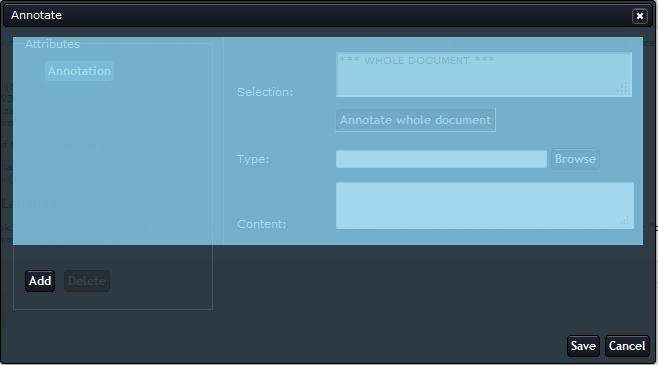 Annotate
Attributes
Annotation
*** WHOLE DOCUMENT ***
Selection:
Annotate whole document
Type:
Browse
Content:
Add
Delete
Save
Cancel